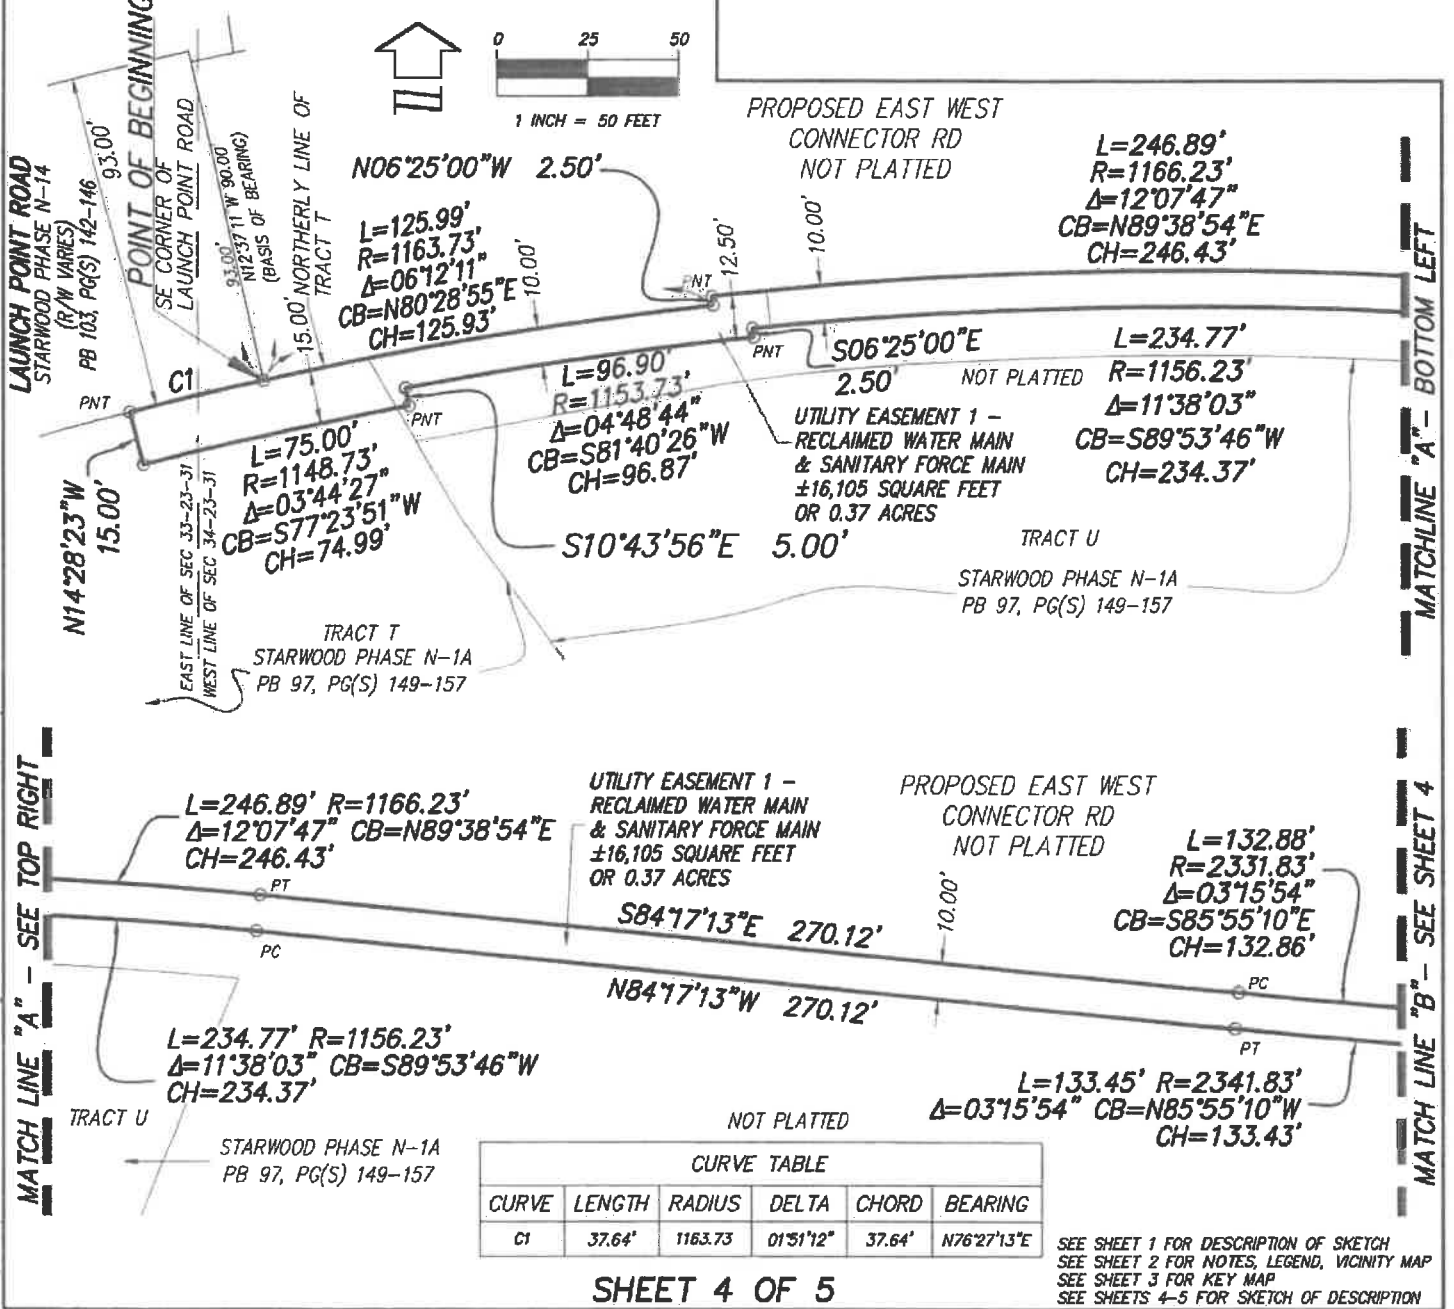 0 25 50
1 INCH = 50 FEET
LAUNCH POINT ROAD
STARWOOD PHASE N-14
(R/W VARIES)
PB 103, PG(S) 142-146
93.00'
POINT OF BEGINNING
SE CORNER OF
LAUNCH POINT ROAD
93.00'
N12°37'11"W 90.00'
(BASIS OF BEARING)
15.00'
NORTHERLY LINE OF
TRACT T
N06°25'00"W 2.50'
L=125.99'
R=1163.73'
Δ=06°12'11"
CB=N80°28'55"E
CH=125.93'
10.00'
PROPOSED EAST WEST
CONNECTOR RD
NOT PLATTED
PNT
12.50'
10.00'
L=246.89'
R=1166.23'
Δ=12°07'47"
CB=N89°38'54"E
CH=246.43'
MATCHLINE "A"- BOTTOM LEFT
C1
PNT
PNT
PNT
S06°25'00"E
2.50'
NOT PLATTED
L=234.77'
R=1156.23'
Δ=11°38'03"
CB=S89°53'46"W
CH=234.37'
L=96.90'
R=1153.73'
Δ=04°48'44"
CB=S81°40'26"W
CH=96.87'
UTILITY EASEMENT 1 -
RECLAIMED WATER MAIN
& SANITARY FORCE MAIN
±16,105 SQUARE FEET
OR 0.37 ACRES
L=75.00'
R=1148.73'
Δ=03°44'27"
CB=S77°23'51"W
CH=74.99'
N14°28'23"W
15.00'
EAST LINE OF SEC 33-23-31
WEST LINE OF SEC 34-23-31
S10°43'56"E 5.00'
TRACT U
STARWOOD PHASE N-1A
PB 97, PG(S) 149-157
TRACT T
STARWOOD PHASE N-1A
PB 97, PG(S) 149-157
MATCH LINE "A" - SEE TOP RIGHT
L=246.89' R=1166.23'
Δ=12°07'47" CB=N89°38'54"E
CH=246.43'
PT
UTILITY EASEMENT 1 -
RECLAIMED WATER MAIN
& SANITARY FORCE MAIN
±16,105 SQUARE FEET
OR 0.37 ACRES
PROPOSED EAST WEST
CONNECTOR RD
NOT PLATTED
L=132.88'
R=2331.83'
Δ=03°15'54"
CB=S85°55'10"E
CH=132.86'
MATCH LINE "B"- SEE SHEET 4
10.00'
S84°17'13"E 270.12'
PC
PC
N84°17'13"W 270.12'
PT
L=234.77' R=1156.23'
Δ=11°38'03" CB=S89°53'46"W
CH=234.37'
L=133.45' R=2341.83'
Δ=03°15'54" CB=N85°55'10"W
CH=133.43'
TRACT U
STARWOOD PHASE N-1A
PB 97, PG(S) 149-157
NOT PLATTED
CURVE TABLE
CURVE LENGTH RADIUS DELTA CHORD BEARING
C1 37.64' 1163.73 01°51'12" 37.64' N76°27'13"E
SEE SHEET 1 FOR DESCRIPTION OF SKETCH
SEE SHEET 2 FOR NOTES, LEGEND, VICINITY MAP
SEE SHEET 3 FOR KEY MAP
SEE SHEETS 4-5 FOR SKETCH OF DESCRIPTION
SHEET 4 OF 5